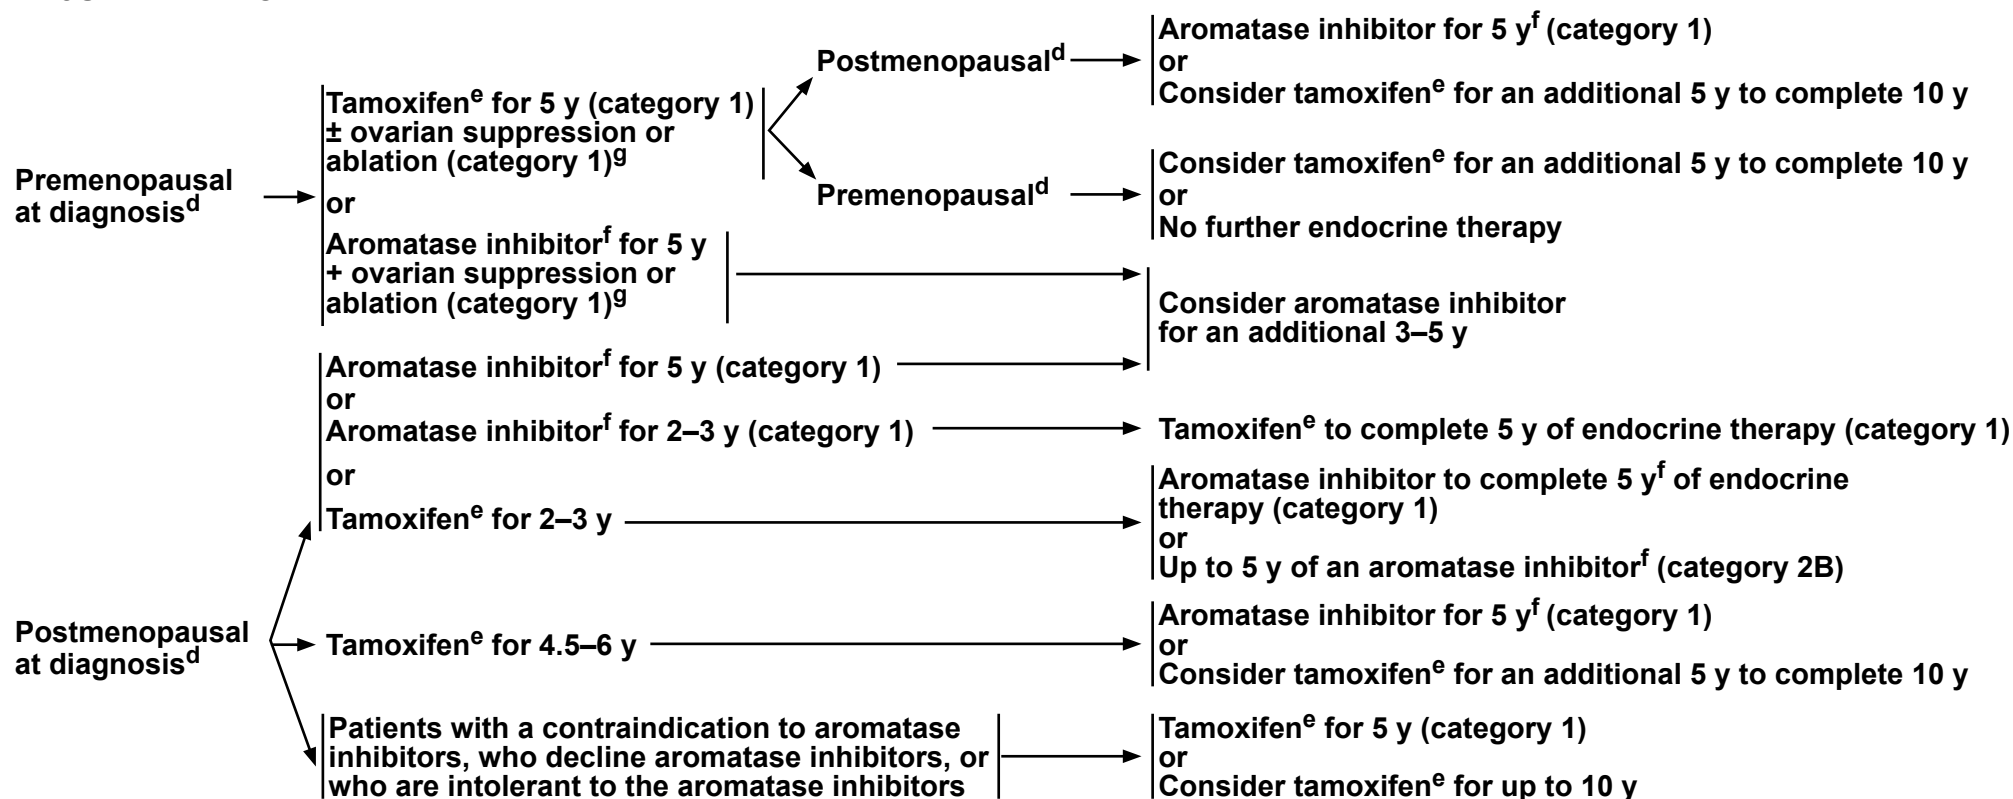 Premenopausal
at diagnosisᵈ
Tamoxifenᵉ for 5 y (category 1)
± ovarian suppression or
ablation (category 1)ᵍ
or
Aromatase inhibitorᶠ for 5 y
+ ovarian suppression or
ablation (category 1)ᵍ
Postmenopausalᵈ
Aromatase inhibitor for 5 yᶠ (category 1)
or
Consider tamoxifenᵉ for an additional 5 y to complete 10 y
Premenopausalᵈ
Consider tamoxifenᵉ for an additional 5 y to complete 10 y
or
No further endocrine therapy
Consider aromatase inhibitor
for an additional 3–5 y
Postmenopausal
at diagnosisᵈ
Aromatase inhibitorᶠ for 5 y (category 1)
or
Aromatase inhibitorᶠ for 2–3 y (category 1)
Tamoxifenᵉ to complete 5 y of endocrine therapy (category 1)
or
Tamoxifenᵉ for 2–3 y
Aromatase inhibitor to complete 5 yᶠ of endocrine
therapy (category 1)
or
Up to 5 y of an aromatase inhibitorᶠ (category 2B)
Tamoxifenᵉ for 4.5–6 y
Aromatase inhibitor for 5 yᶠ (category 1)
or
Consider tamoxifenᵉ for an additional 5 y to complete 10 y
Patients with a contraindication to aromatase
inhibitors, who decline aromatase inhibitors, or
who are intolerant to the aromatase inhibitors
Tamoxifenᵉ for 5 y (category 1)
or
Consider tamoxifenᵉ for up to 10 y